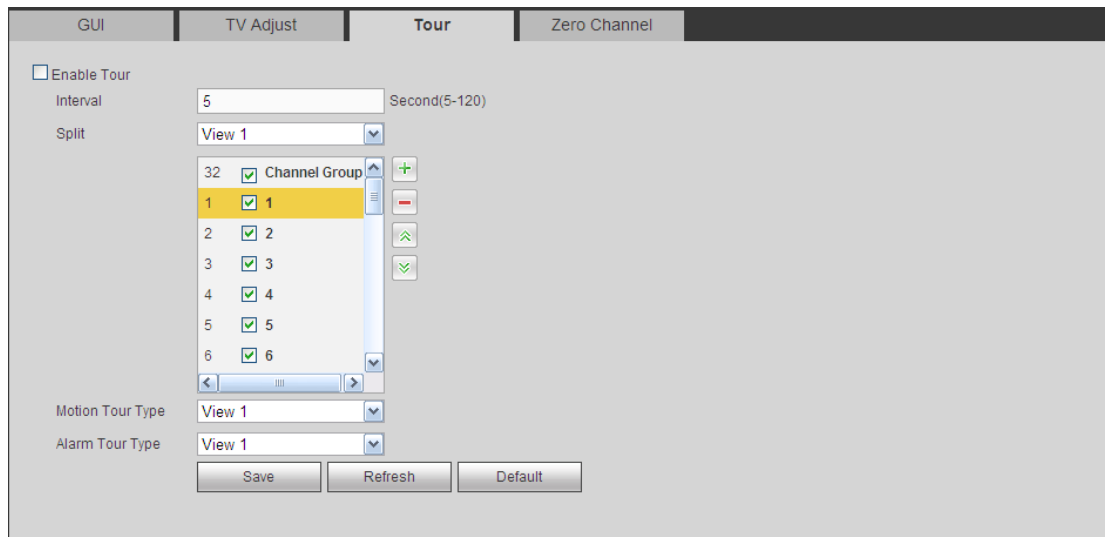 GUI TV Adjust Tour Zero Channel
Enable Tour
Interval 5 Second(5-120)
Split View 1
32 Channel Group
1 1
2 2
3 3
4 4
5 5
6 6
Motion Tour Type View 1
Alarm Tour Type View 1
Save Refresh Default